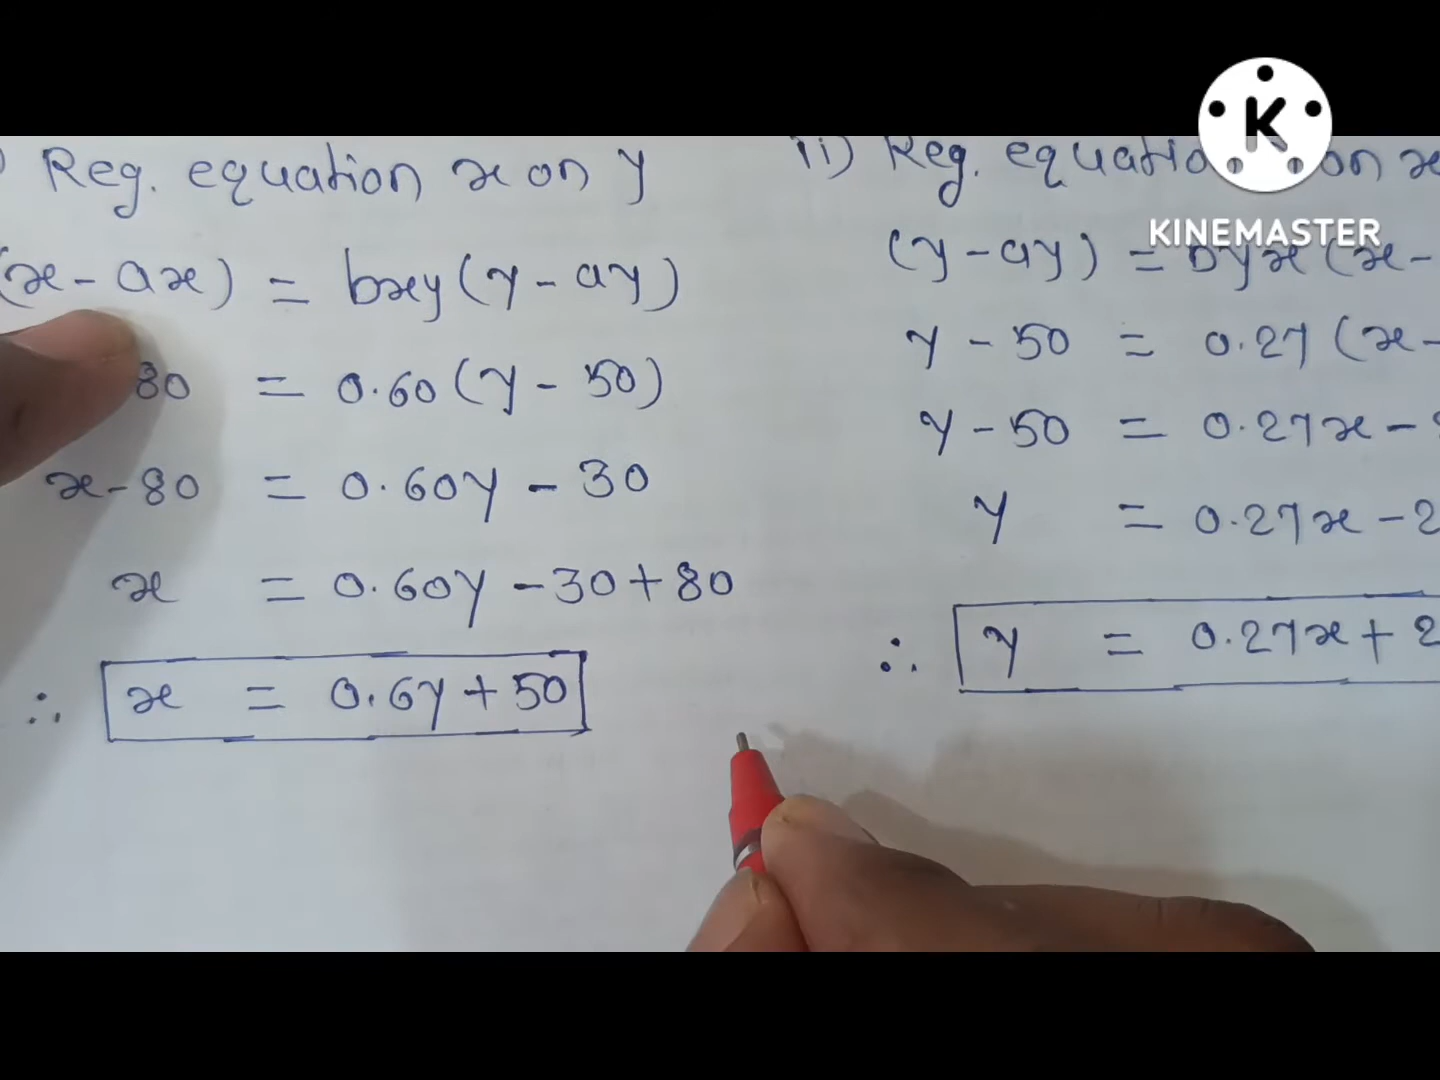 Reg. equation x on y
(x - ax) = bxy (y - ay)
80 = 0.60 (y - 50)
x - 80 = 0.60y - 30
x = 0.60y - 30 + 80
∴ x = 0.6y + 50
ii) Reg. equatio on x
(y - ay) = byx (x -
y - 50 = 0.27 (x -
y - 50 = 0.27x -
y = 0.27x - 2
∴ y = 0.27x + 2
K
KINEMASTER